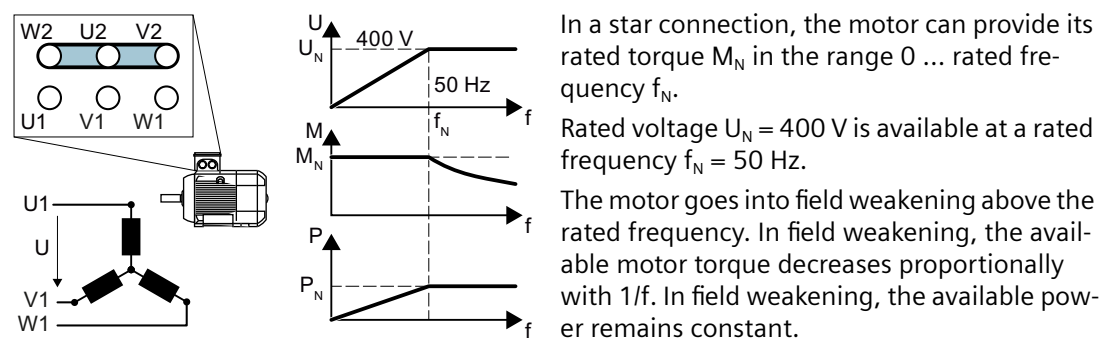 W2 U2 V2
U1 V1 W1
U1
U
V1
W1
U
U_N
400 V
50 Hz
f
f_N
M
M_N
f
P
P_N
f
In a star connection, the motor can provide its
rated torque M_N in the range 0 ... rated fre-
quency f_N.
Rated voltage U_N = 400 V is available at a rated
frequency f_N = 50 Hz.
The motor goes into field weakening above the
rated frequency. In field weakening, the avail-
able motor torque decreases proportionally
with 1/f. In field weakening, the available pow-
er remains constant.